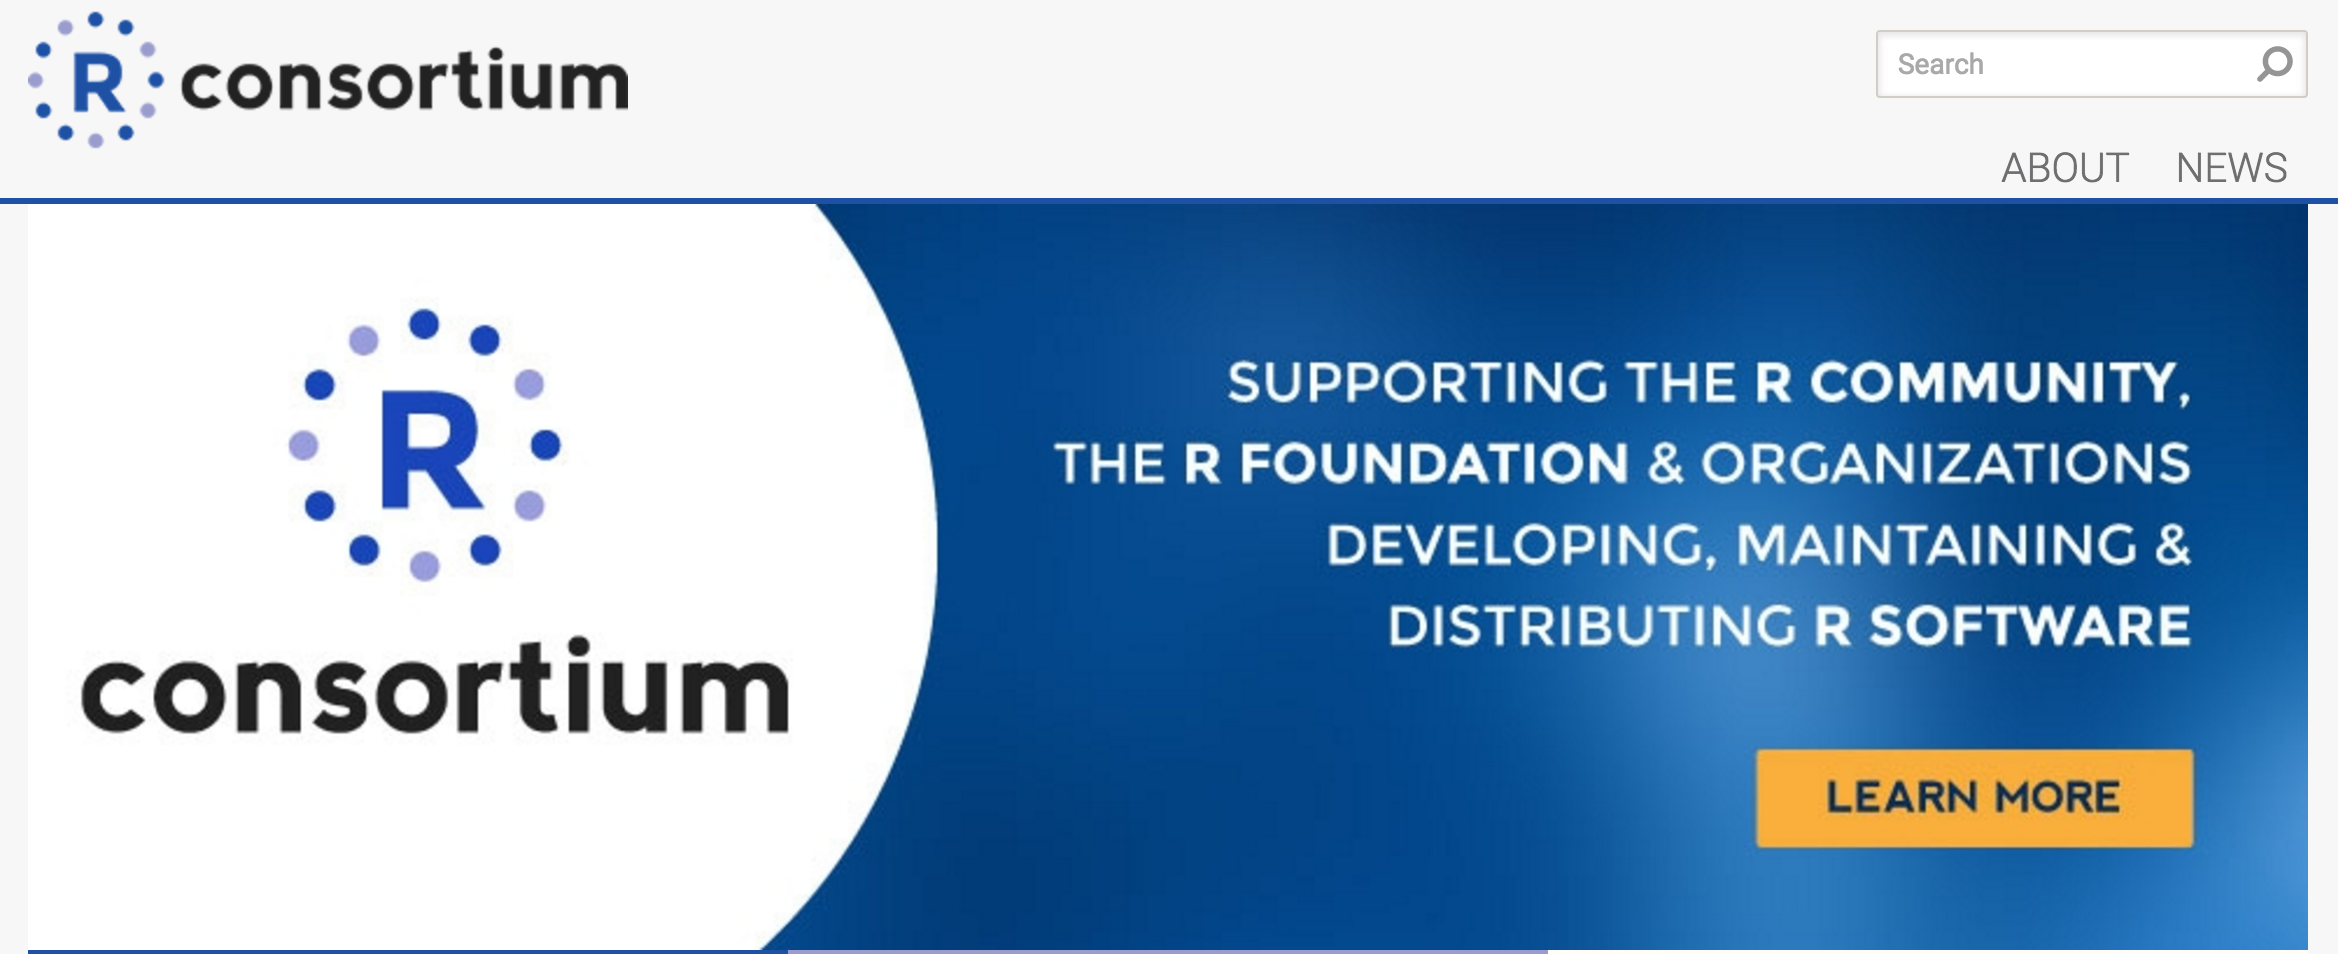 R consortium
Search
ABOUT NEWS
R
consortium
SUPPORTING THE R COMMUNITY,
THE R FOUNDATION & ORGANIZATIONS
DEVELOPING, MAINTAINING &
DISTRIBUTING R SOFTWARE
LEARN MORE